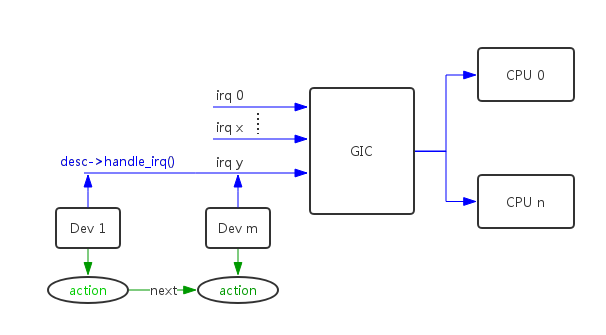 CPU 0
irq 0
irq x
GIC
desc->handle_irq()
irq y
CPU n
Dev 1
Dev m
action
next
action